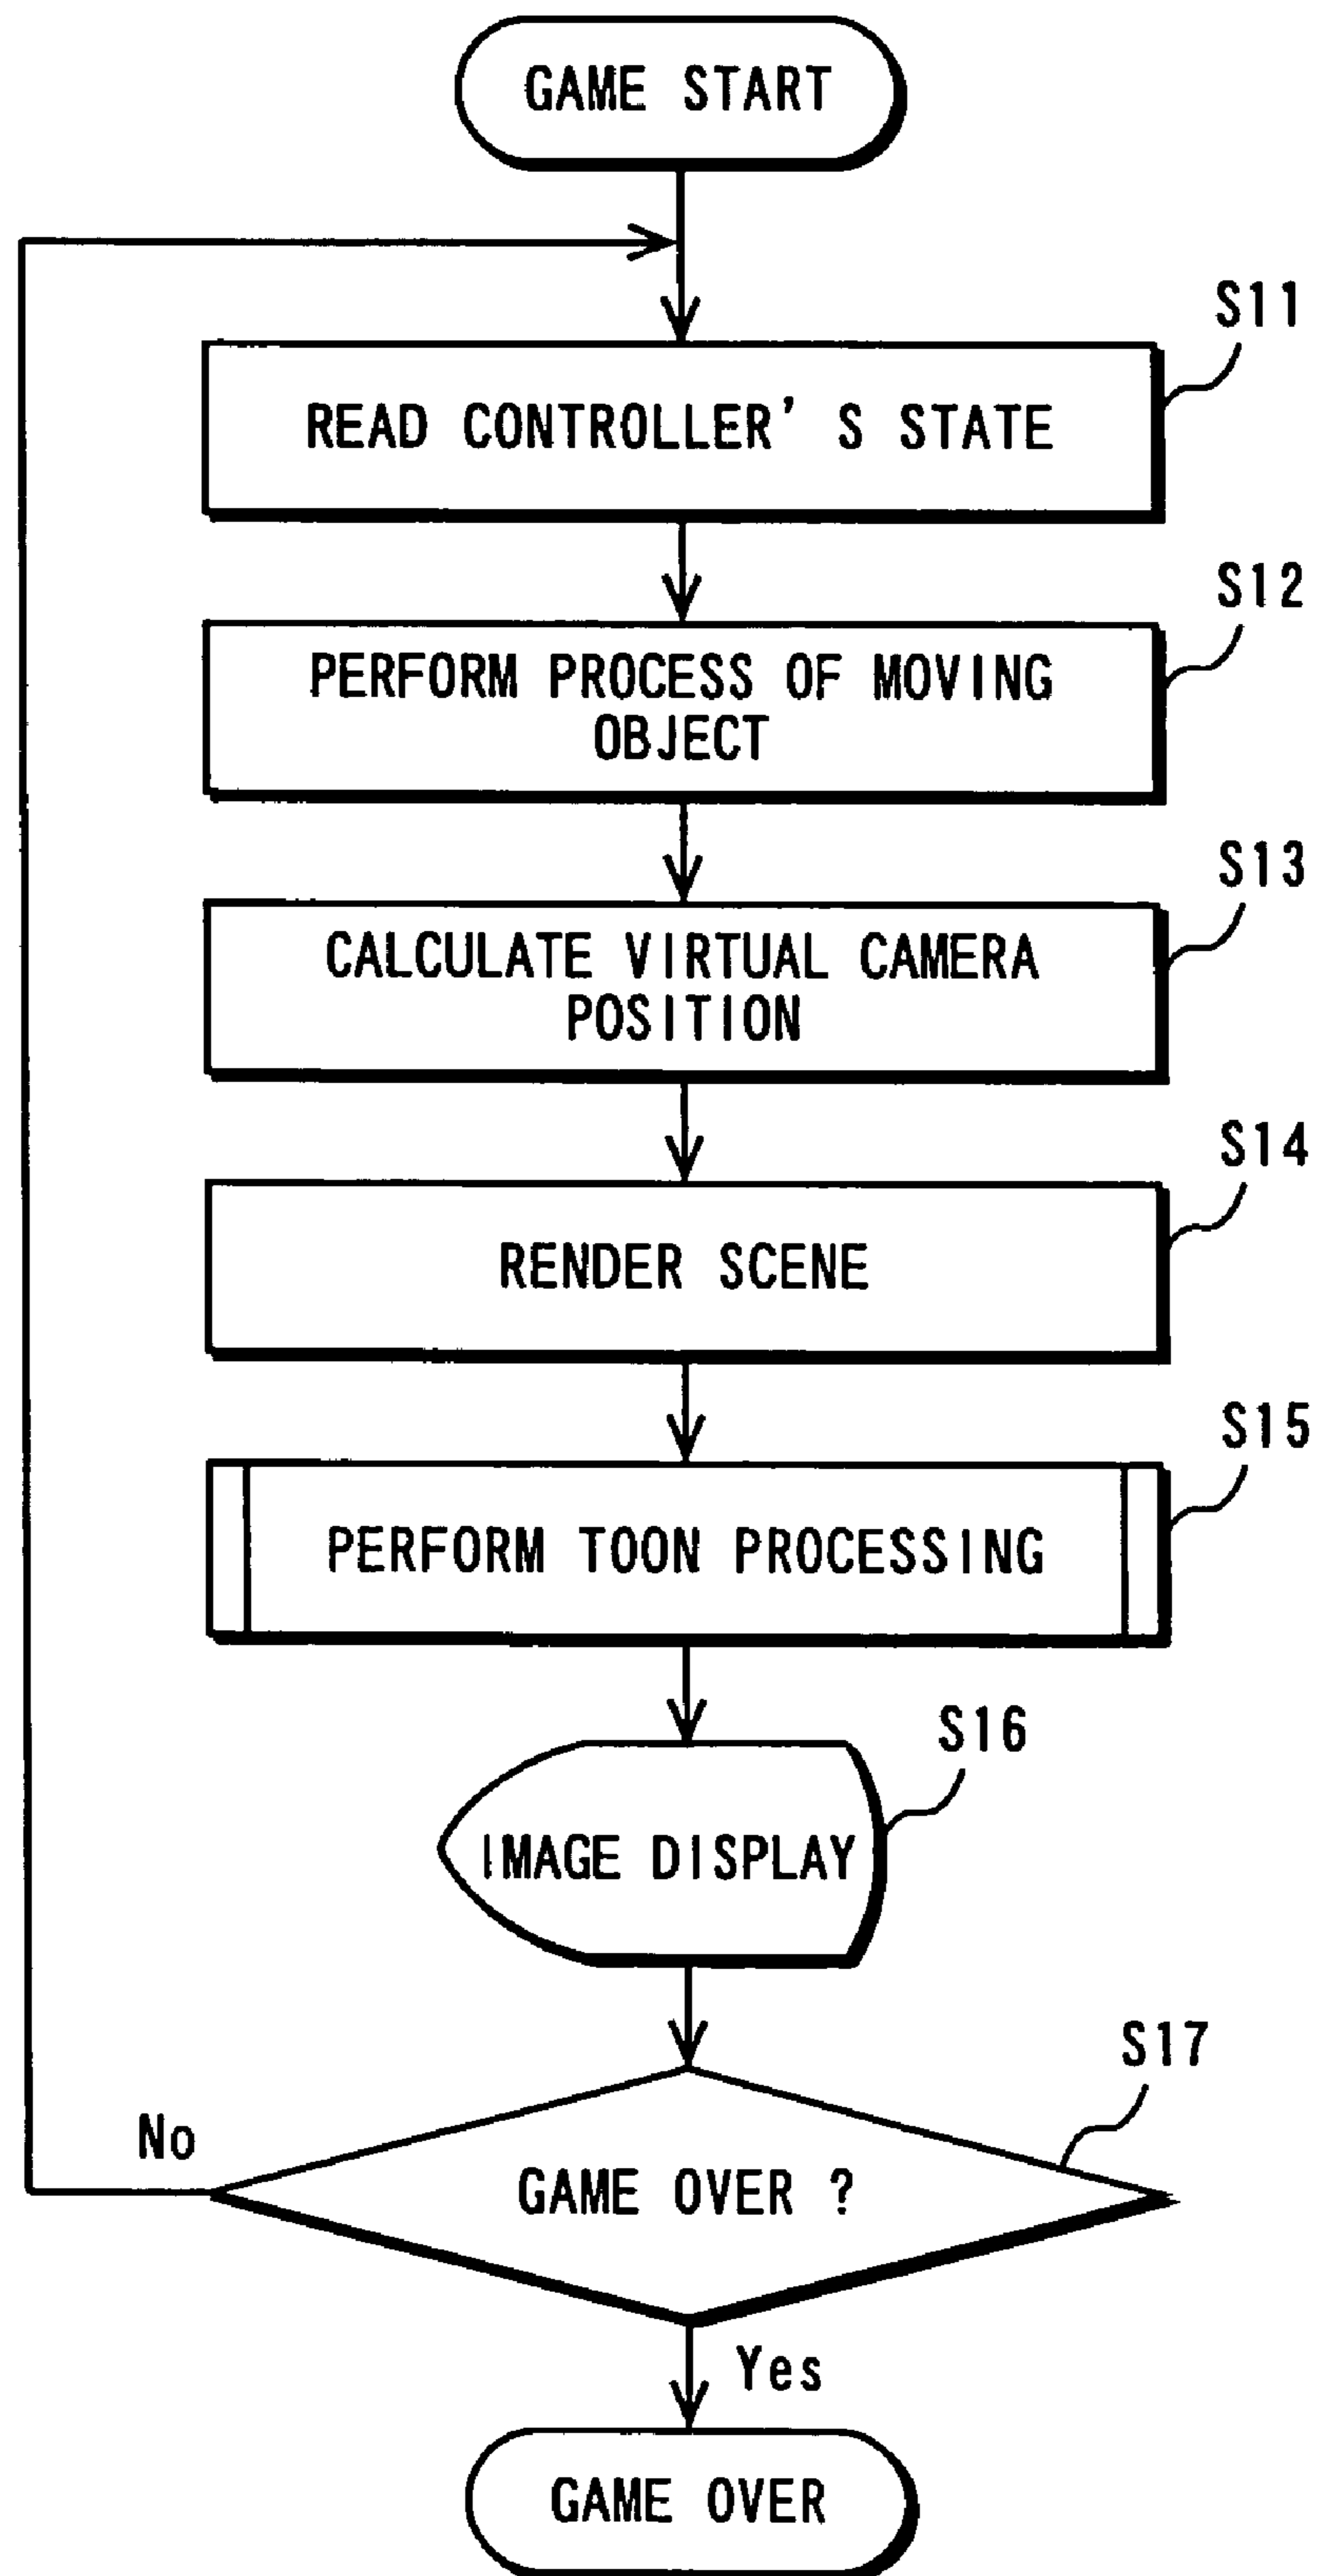 GAME START
S11
READ CONTROLLER'S STATE
S12
PERFORM PROCESS OF MOVING
OBJECT
S13
CALCULATE VIRTUAL CAMERA
POSITION
S14
RENDER SCENE
S15
PERFORM TOON PROCESSING
S16
IMAGE DISPLAY
S17
No
GAME OVER ?
Yes
GAME OVER